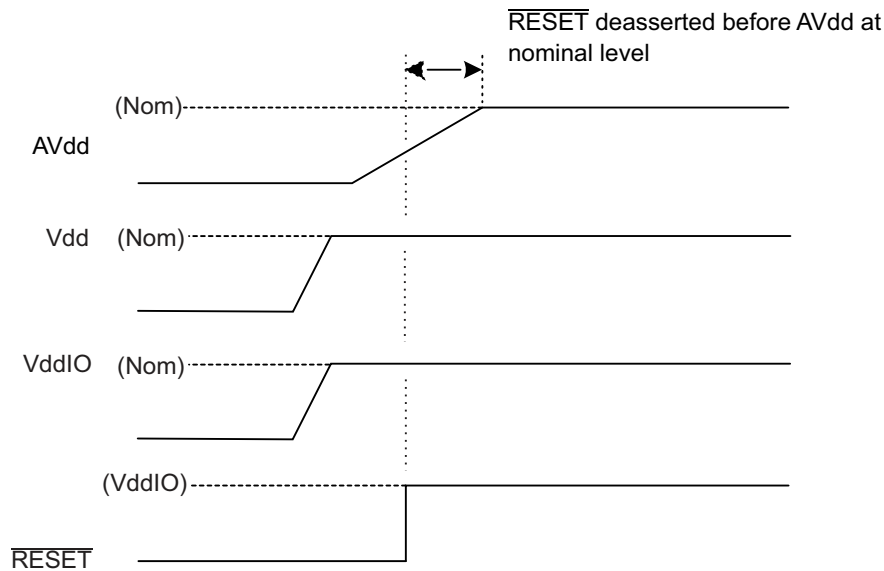 RESET deasserted before AVdd at
nominal level
(Nom)
AVdd
Vdd (Nom)
VddIO (Nom)
(VddIO)
RESET